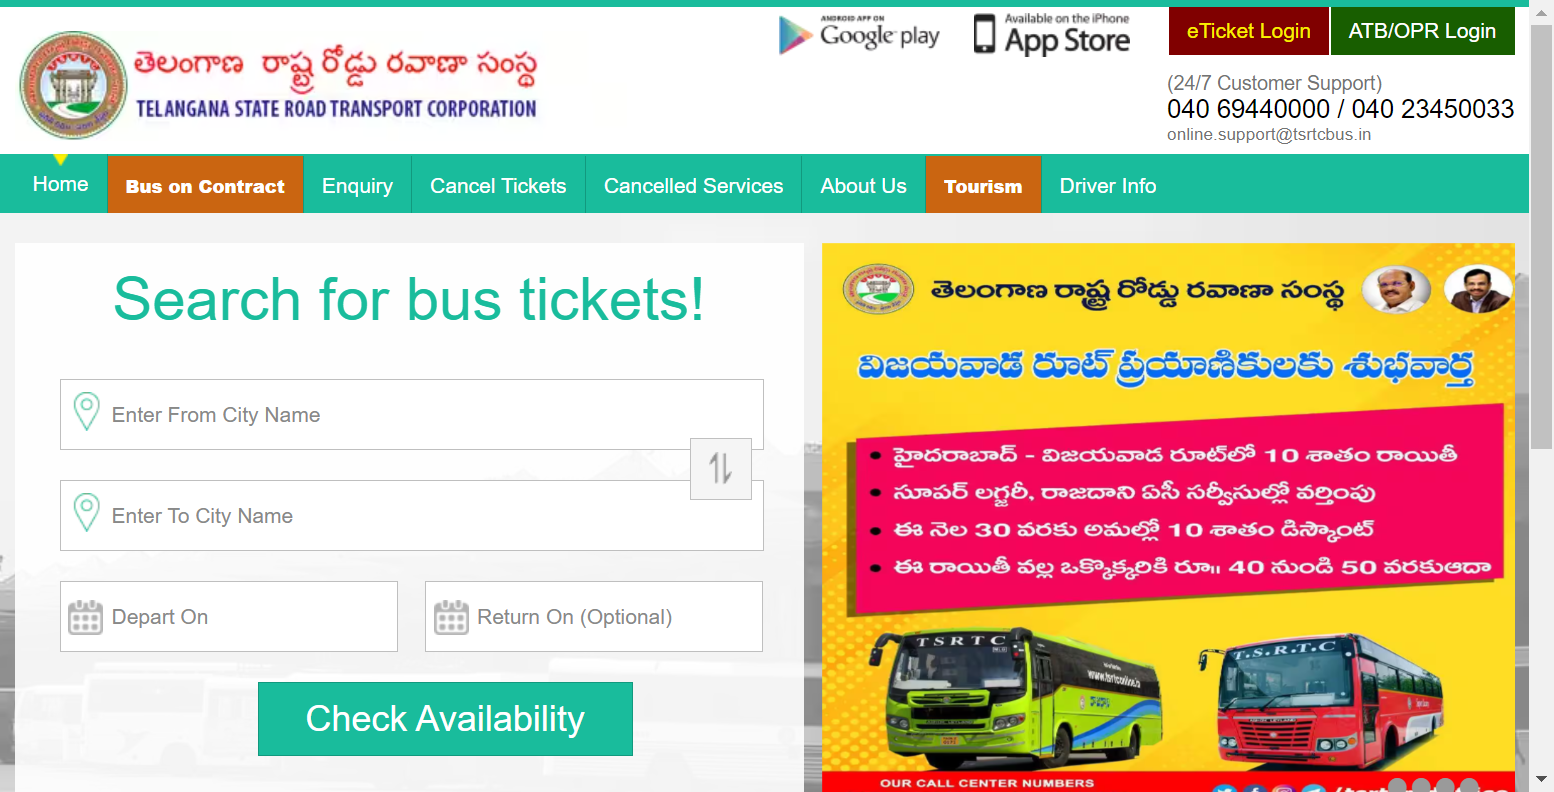 ANDROID APP ON
Google play
Available on the iPhone
App Store
eTicket Login
ATB/OPR Login
తెలంగాణ రాష్ట్ర రోడ్డు రవాణా సంస్థ
TELANGANA STATE ROAD TRANSPORT CORPORATION
(24/7 Customer Support)
040 69440000 / 040 23450033
online.support@tsrtcbus.in
Home
Bus on Contract
Enquiry
Cancel Tickets
Cancelled Services
About Us
Tourism
Driver Info
Search for bus tickets!
Enter From City Name
Enter To City Name
Depart On
Return On (Optional)
Check Availability
తెలంగాణ రాష్ట్ర రోడ్డు రవాణా సంస్థ
విజయవాడ రూట్ ప్రయాణికులకు శుభవార్త
• హైదరాబాద్ - విజయవాడ రూట్‌లో 10 శాతం రాయితీ
• సూపర్ లగ్జరీ, రాజధాని ఏసీ సర్వీసుల్లో వర్తింపు
• ఈ నెల 30 వరకు అమల్లో 10 శాతం డిస్కౌంట్
• ఈ రాయితీ వల్ల ఒక్కొక్కరికి రూ॥ 40 నుండి 50 వరకుఆదా
TSRTC
www.tsrtconline.in
T.S.R.T.C
OUR CALL CENTER NUMBERS